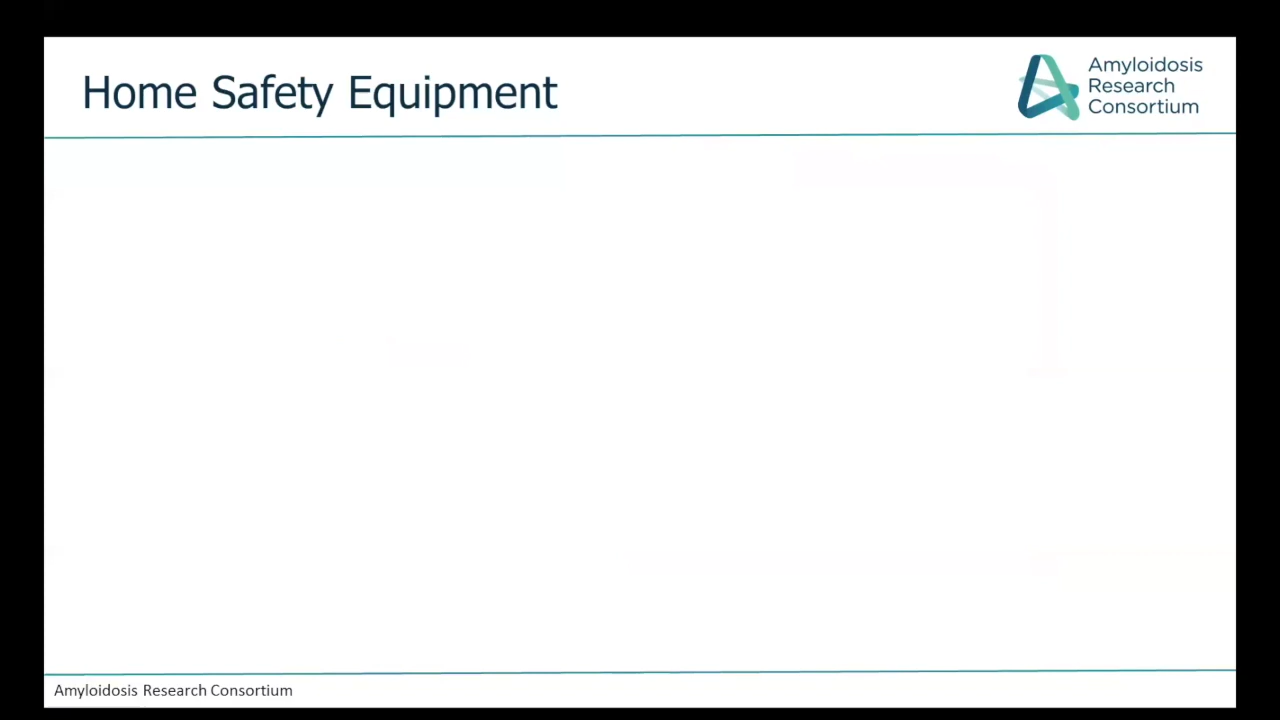 Home Safety Equipment
Amyloidosis
Research
Consortium
Amyloidosis Research Consortium